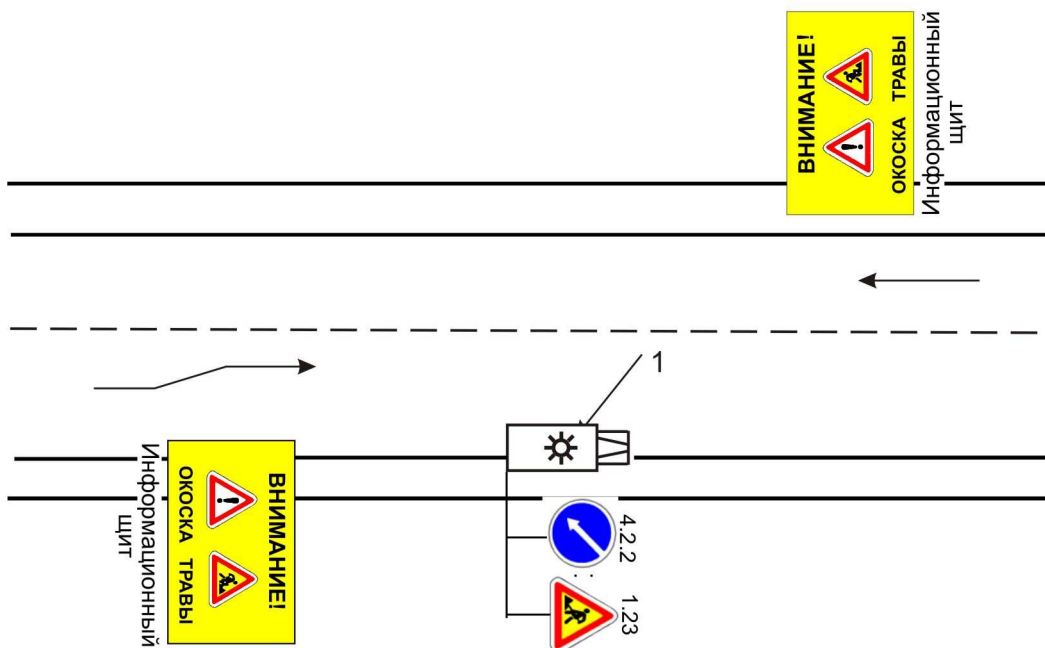 ВНИМАНИЕ!
ОКОСКА ТРАВЫ
Информационный
щит
1
ВНИМАНИЕ!
ОКОСКА ТРАВЫ
Информационный
щит
4.2.2
1.23